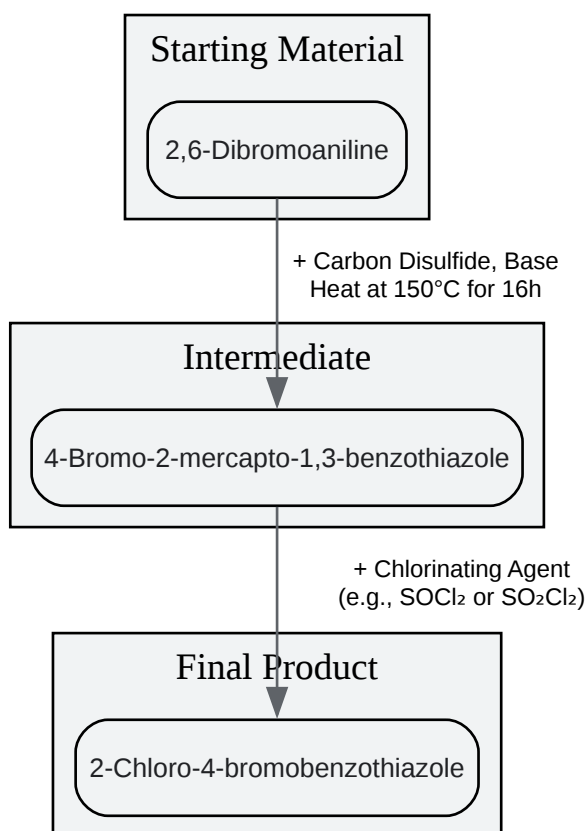 Starting Material
2,6-Dibromoaniline
+ Carbon Disulfide, Base
Heat at 150°C for 16h
Intermediate
4-Bromo-2-mercapto-1,3-benzothiazole
+ Chlorinating Agent
(e.g., SOCl₂ or SO₂Cl₂)
Final Product
2-Chloro-4-bromobenzothiazole